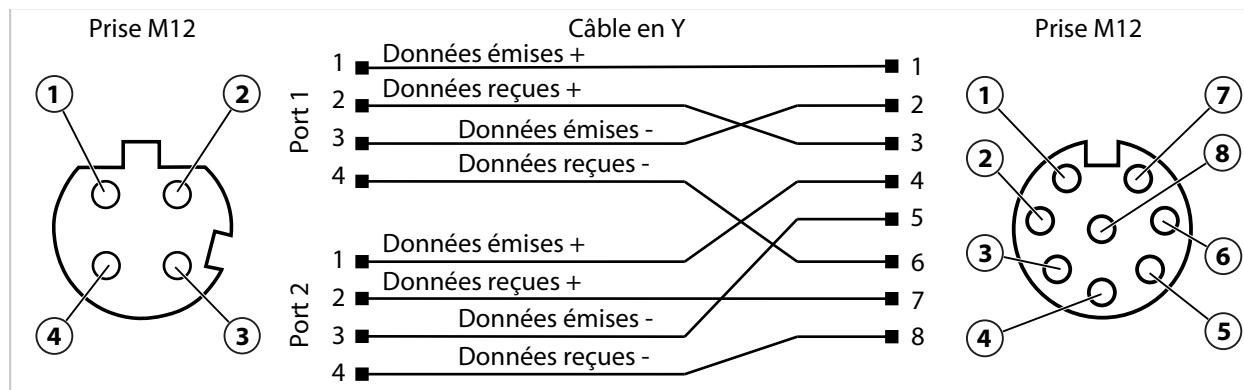 Prise M12
Câble en Y
Prise M12
1
2
3
4
Port 1
1 Données émises + 1
2 Données reçues + 2
3 Données émises - 3
4 Données reçues - 4
5
Port 2
1 Données émises + 6
2 Données reçues + 7
3 Données émises - 8
4 Données reçues -
1
2
3
4
5
6
7
8